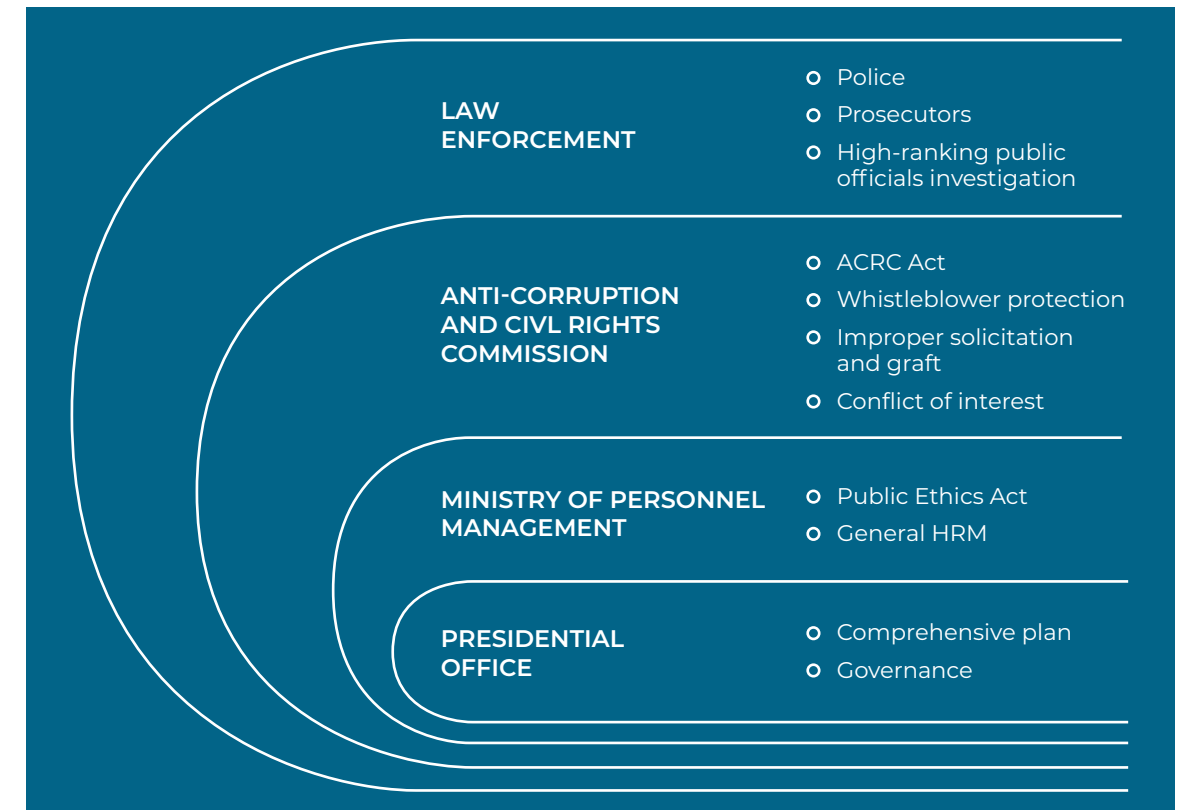 LAW
ENFORCEMENT
Police
Prosecutors
High-ranking public
officials investigation
ANTI-CORRUPTION
AND CIVL RIGHTS
COMMISSION
ACRC Act
Whistleblower protection
Improper solicitation
and graft
Conflict of interest
MINISTRY OF PERSONNEL
MANAGEMENT
Public Ethics Act
General HRM
PRESIDENTIAL
OFFICE
Comprehensive plan
Governance